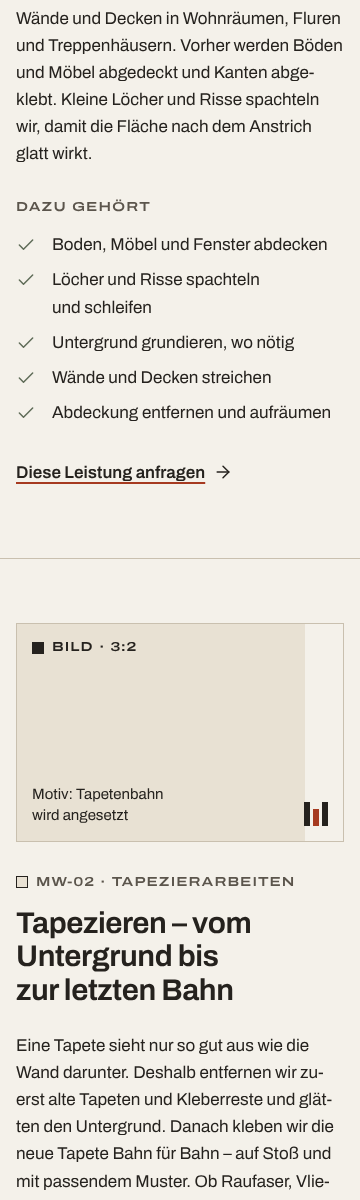 Wände und Decken in Wohnräumen, Fluren
und Treppenhäusern. Vorher werden Böden
und Möbel abgedeckt und Kanten abge-
klebt. Kleine Löcher und Risse spachteln
wir, damit die Fläche nach dem Anstrich
glatt wirkt.
DAZU GEHÖRT
Boden, Möbel und Fenster abdecken
Löcher und Risse spachteln
und schleifen
Untergrund grundieren, wo nötig
Wände und Decken streichen
Abdeckung entfernen und aufräumen
Diese Leistung anfragen
BILD · 3:2
Motiv: Tapetenbahn
wird angesetzt
MW-02 · TAPEZIERARBEITEN
Tapezieren – vom
Untergrund bis
zur letzten Bahn
Eine Tapete sieht nur so gut aus wie die
Wand darunter. Deshalb entfernen wir zu-
erst alte Tapeten und Kleberreste und glät-
ten den Untergrund. Danach kleben wir die
neue Tapete Bahn für Bahn – auf Stoß und
mit passendem Muster. Ob Raufaser, Vlie-